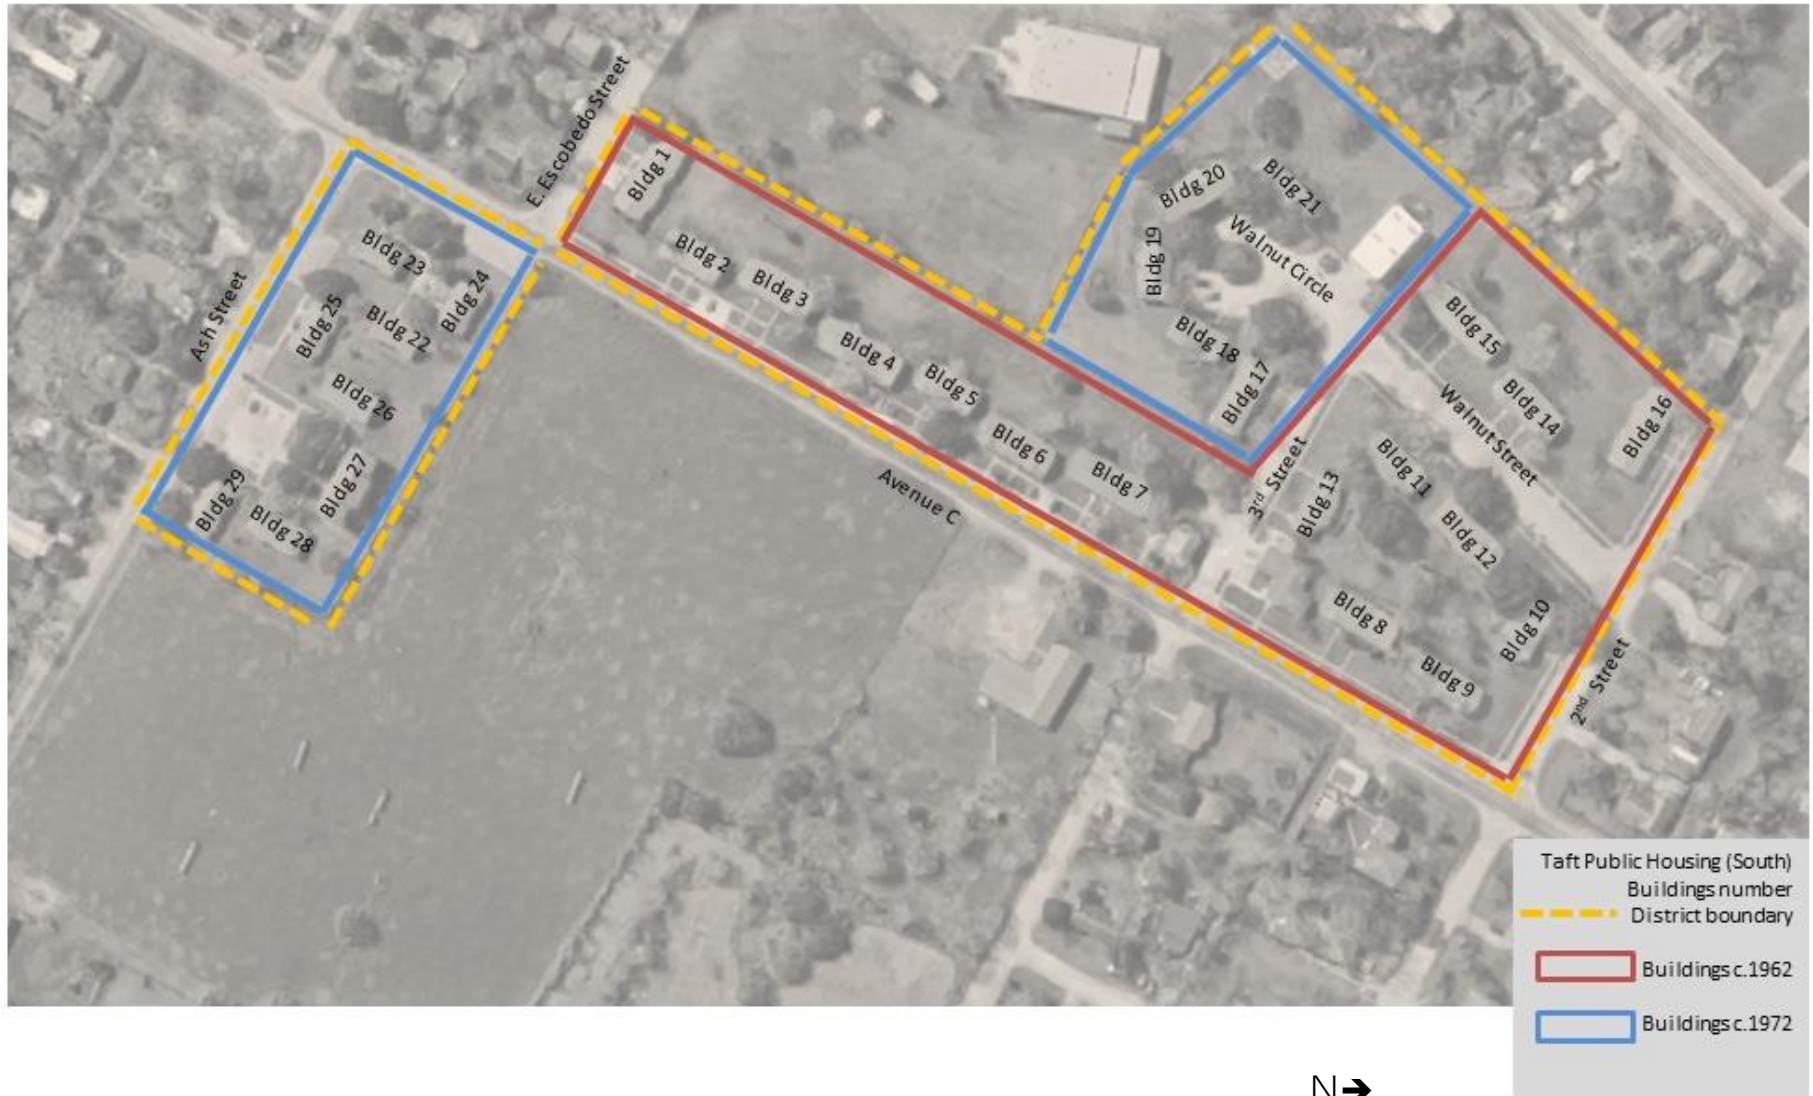 E. Escobedo Street
Ash Street
Bldg 1
Bldg 2
Bldg 3
Bldg 4
Bldg 5
Bldg 6
Bldg 7
Avenue C
Bldg 8
Bldg 9
Bldg 10
Bldg 11
Bldg 12
Bldg 13
Bldg 14
Bldg 15
Bldg 16
Walnut Street
3rd Street
2nd Street
Bldg 17
Bldg 18
Bldg 19
Bldg 20
Bldg 21
Walnut Circle
Bldg 22
Bldg 23
Bldg 24
Bldg 25
Bldg 26
Bldg 27
Bldg 28
Bldg 29
Taft Public Housing (South)
Buildings number
District boundary
Buildings c.1962
Buildings c.1972
N➔